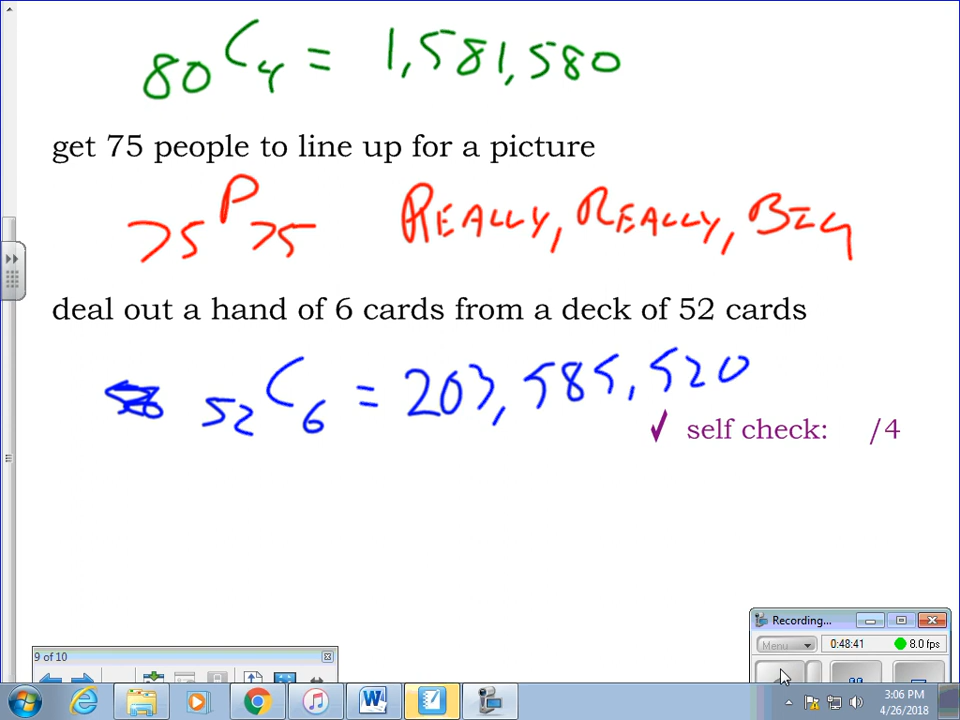 80C4 = 1,581,580
get 75 people to line up for a picture
75P75 REALLY, REALLY, BIG
deal out a hand of 6 cards from a deck of 52 cards
52C6 = 203,585,520
✓ self check: /4
Recording...
Menu 0:48:41 8.0 fps
9 of 10
3:06 PM
4/26/2018